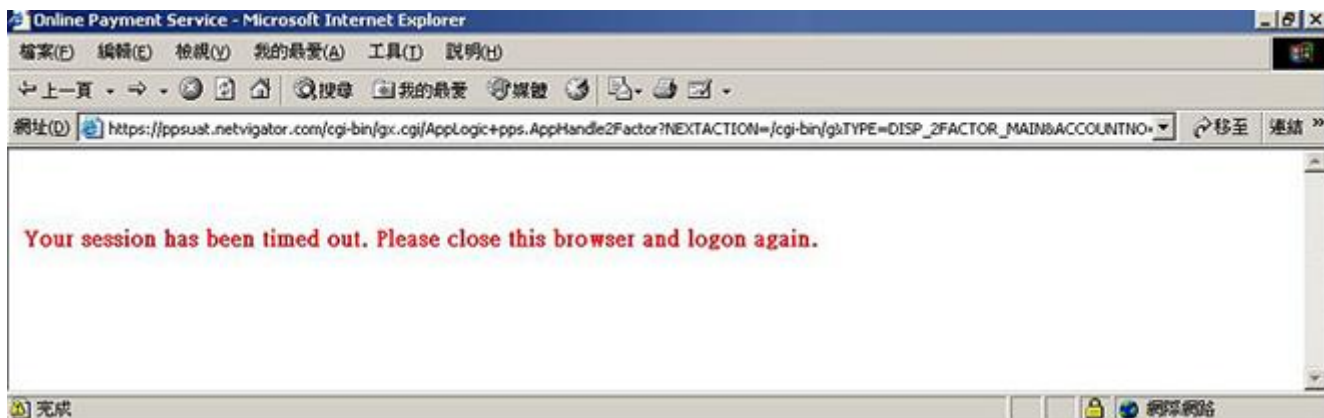 Online Payment Service - Microsoft Internet Explorer
檔案(F) 編輯(E) 檢視(V) 我的最愛(A) 工具(T) 說明(H)
上一頁 搜尋 我的最愛 媒體
網址(D) https://ppsuat.netvigator.com/cgi-bin/gx.cgi/AppLogic+pps.AppHandle2Factor?NEXTACTION=/cgi-bin/g&TYPE=DISP_2FACTOR_MAIN&ACCOUNTNO= 移至 連結 »
Your session has been timed out. Please close this browser and logon again.
完成 網際網路